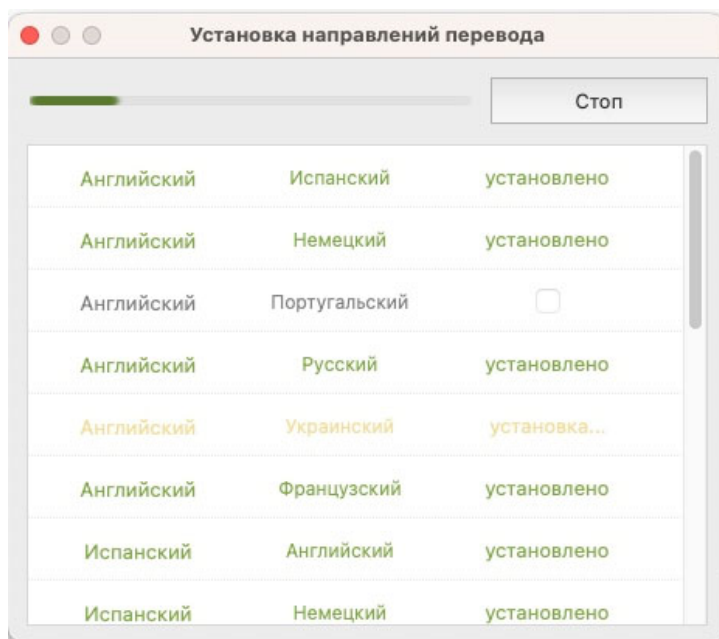 Установка направлений перевода
Стоп
Английский Испанский установлено
Английский Немецкий установлено
Английский Португальский
Английский Русский установлено
Английский Украинский установка...
Английский Французский установлено
Испанский Английский установлено
Испанский Немецкий установлено